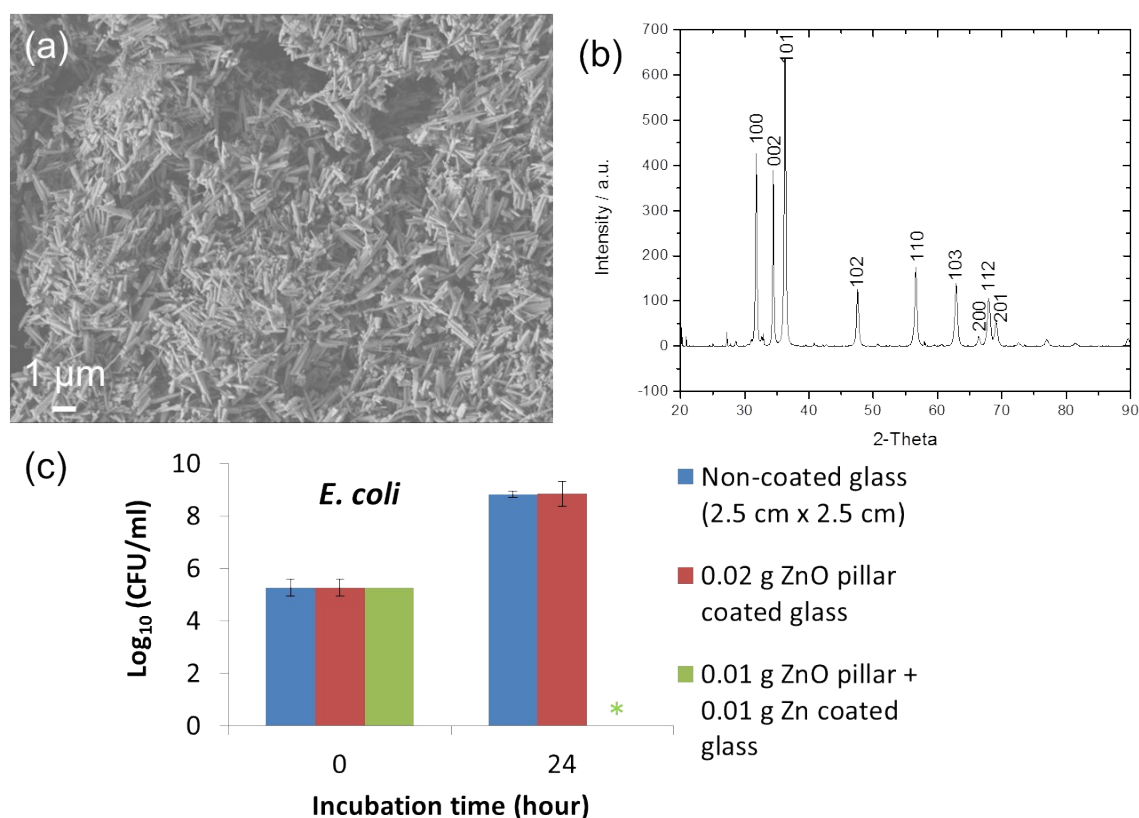 (a)
1 µm
(b)
700
600
500
400
300
200
100
0
-100
Intensity / a.u.
100
002
101
102
110
103
200
112
201
20 30 40 50 60 70 80 90
2-Theta
(c)
E. coli
10
8
6
4
2
0
Log10 (CFU/ml)
*
0 24
Incubation time (hour)
Non-coated glass
(2.5 cm x 2.5 cm)
0.02 g ZnO pillar
coated glass
0.01 g ZnO pillar +
0.01 g Zn coated
glass